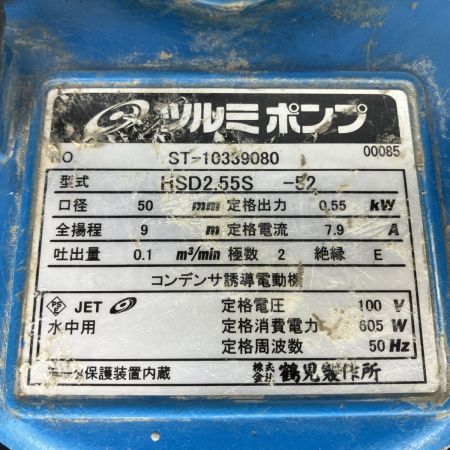 ツルミポンプ
NO. ST-10339080 00085
型式 HSD2.55S -52
口径 50 mm 定格出力 0.55 kW
全揚程 9 m 定格電流 7.9 A
吐出量 0.1 m³/min 極数 2 絶縁 E
コンデンサ誘導電動機
PSE JET 定格電圧 100 V
水中用 定格消費電力 605 W
定格周波数 50 Hz
モータ保護装置内蔵 株式会社 鶴見製作所